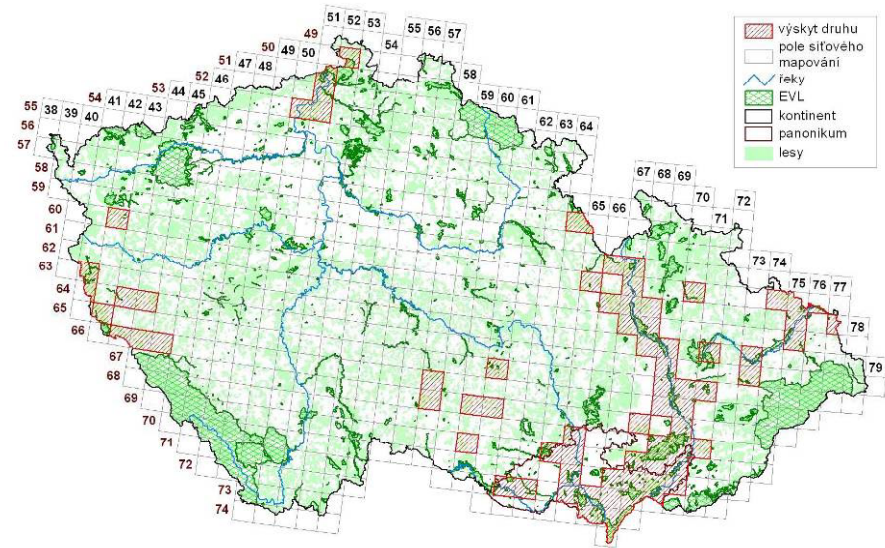 51 52 53
49
50
54
55 56 57
51
49 50
52
47 48
46
58
53
44 45
54
41 42 43
55
38 39 40
56
57
58
59
60
61
62
63
64
65
66
67
68
69
70
71
72
73
74
59 60 61
62 63 64
65 66
67 68 69
70 71 72
73 74
75 76 77
78
79
výskyt druhu
pole síťového
mapování
řeky
EVL
kontinent
panonikum
lesy